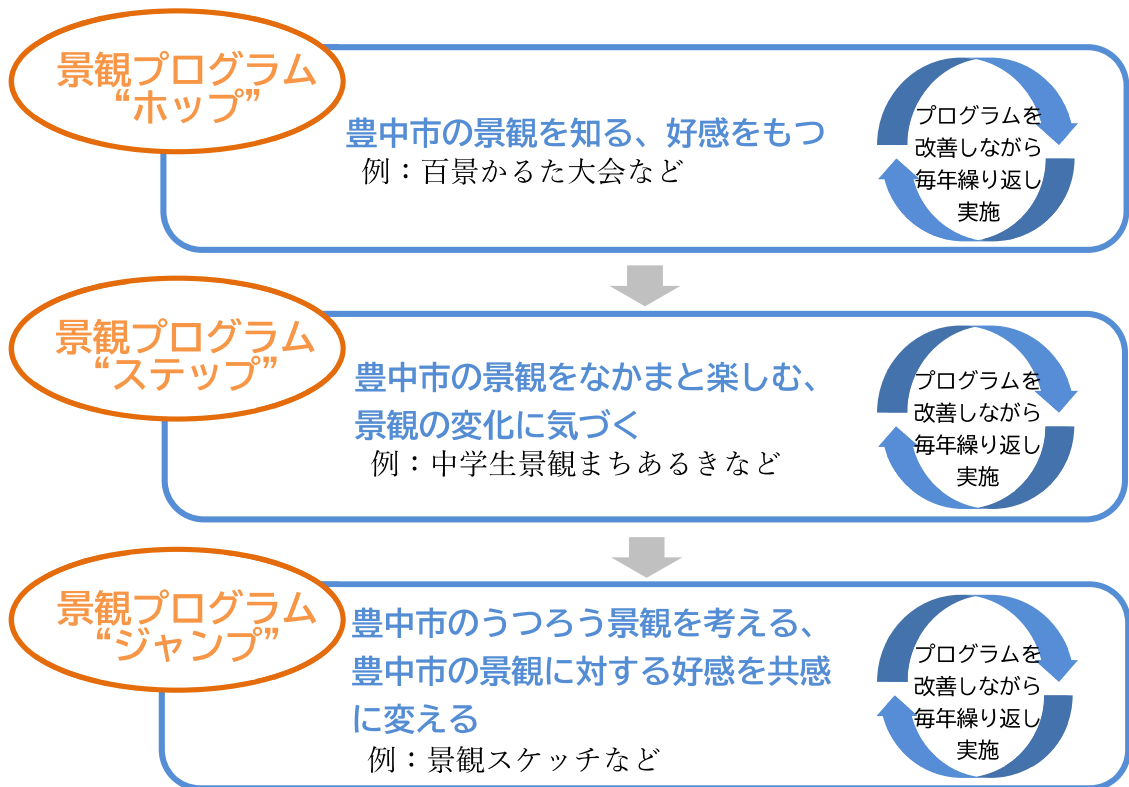 景観プログラム
“ホップ”
豊中市の景観を知る、好感をもつ
例：百景かるた大会など
プログラムを
改善しながら
毎年繰り返し
実施
景観プログラム
“ステップ”
豊中市の景観をなかまと楽しむ、
景観の変化に気づく
例：中学生景観まちあるきなど
プログラムを
改善しながら
毎年繰り返し
実施
景観プログラム
“ジャンプ”
豊中市のうつろう景観を考える、
豊中市の景観に対する好感を共感
に変える
例：景観スケッチなど
プログラムを
改善しながら
毎年繰り返し
実施